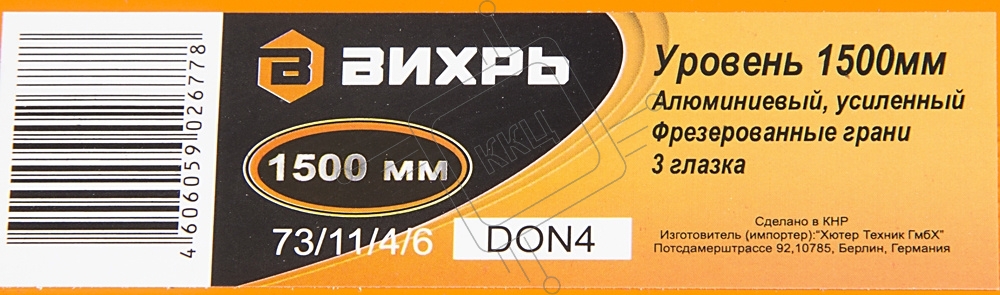 4606059026778
ВИХРЬ
1500 мм
73/11/4/6
DON4
Уровень 1500мм
Алюминиевый, усиленный
Фрезерованные грани
3 глазка
Сделано в КНР
Изготовитель (импортер):"Хютер Техник ГмбХ"
Потсдамерштрассе 92,10785, Берлин, Германия
ККЦ